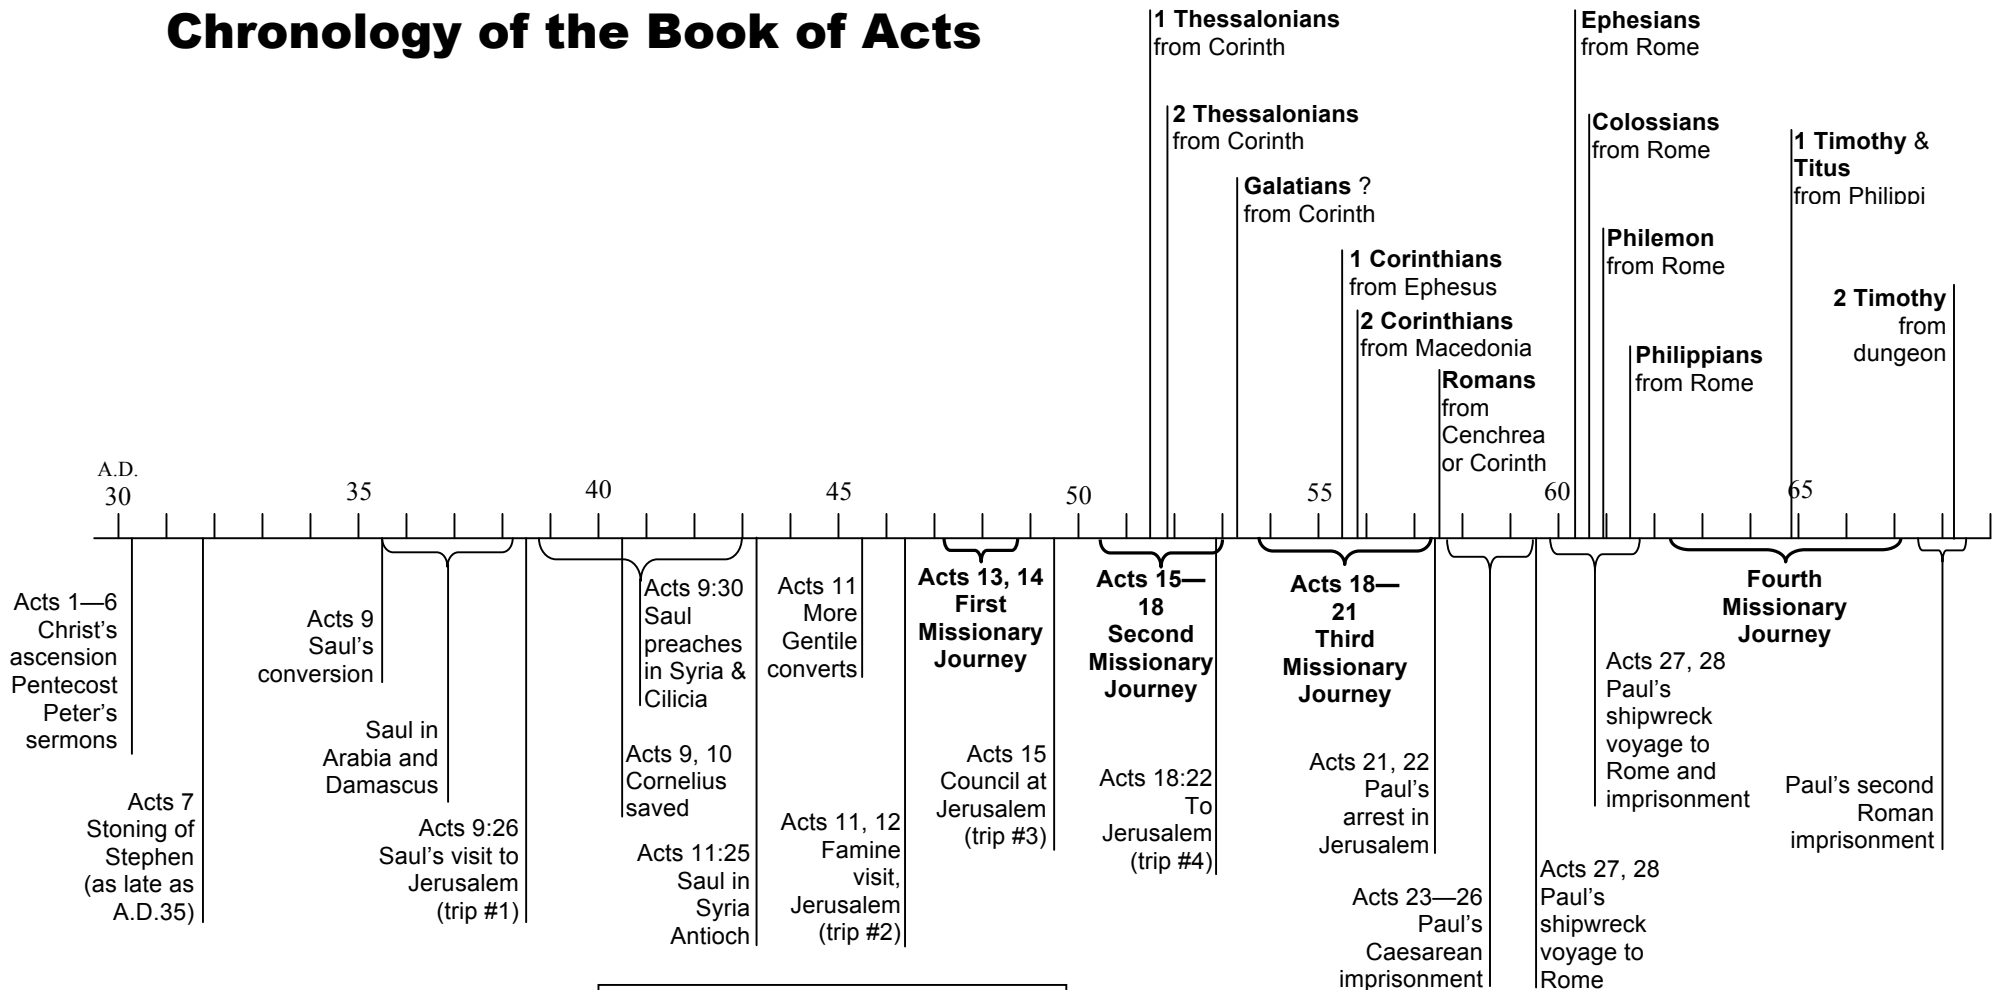 Chronology of the Book of Acts
1 Thessalonians
from Corinth
2 Thessalonians
from Corinth
Galatians ?
from Corinth
1 Corinthians
from Ephesus
2 Corinthians
from Macedonia
Romans
from
Cenchrea
or Corinth
Ephesians
from Rome
Colossians
from Rome
Philemon
from Rome
Philippians
from Rome
1 Timothy &
Titus
from Philippi
2 Timothy
from
dungeon
A.D.
30
35
40
45
50
55
60
65
Acts 1—6
Christ’s
ascension
Pentecost
Peter’s
sermons
Acts 7
Stoning of
Stephen
(as late as
A.D.35)
Acts 9
Saul’s
conversion
Saul in
Arabia and
Damascus
Acts 9:26
Saul’s visit to
Jerusalem
(trip #1)
Acts 9:30
Saul
preaches
in Syria &
Cilicia
Acts 9, 10
Cornelius
saved
Acts 11:25
Saul in
Syria
Antioch
Acts 11
More
Gentile
converts
Acts 11, 12
Famine
visit,
Jerusalem
(trip #2)
Acts 13, 14
First
Missionary
Journey
Acts 15
Council at
Jerusalem
(trip #3)
Acts 15—
18
Second
Missionary
Journey
Acts 18:22
To
Jerusalem
(trip #4)
Acts 18—
21
Third
Missionary
Journey
Acts 21, 22
Paul’s
arrest in
Jerusalem
Acts 23—26
Paul’s
Caesarean
imprisonment
Acts 27, 28
Paul’s
shipwreck
voyage to
Rome
Acts 27, 28
Paul’s
shipwreck
voyage to
Rome and
imprisonment
Fourth
Missionary
Journey
Paul’s second
Roman
imprisonment